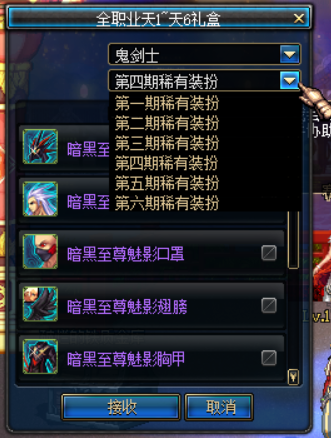 全职业天1~天6礼盒
鬼剑士
第四期稀有装扮
第一期稀有装扮
第二期稀有装扮
第三期稀有装扮
第四期稀有装扮
第五期稀有装扮
第六期稀有装扮
暗黑至
暗黑至
暗黑至尊魅影口罩
暗黑至尊魅影翅膀
暗黑至尊魅影胸甲
接收
取消
协助
Lv.1